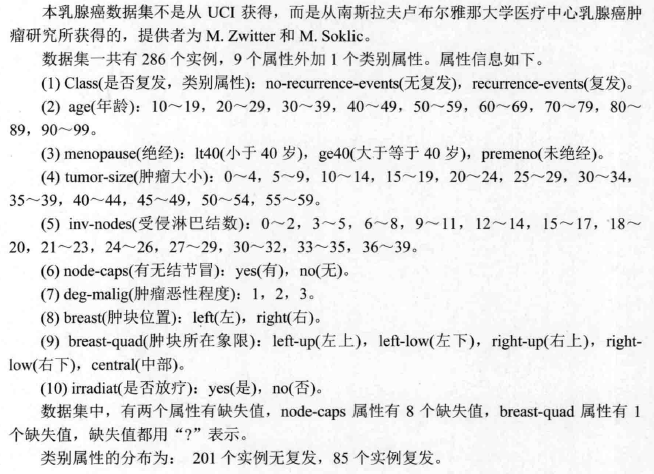 本乳腺癌数据集不是从 UCI 获得，而是从南斯拉夫卢布尔雅那大学医疗中心乳腺癌肿
瘤研究所获得的，提供者为 M. Zwitter 和 M. Soklic。
数据集一共有 286 个实例，9 个属性外加 1 个类别属性。属性信息如下。
(1) Class(是否复发，类别属性)：no-recurrence-events(无复发)，recurrence-events(复发)。
(2) age(年龄)：10～19，20～29，30～39，40～49，50～59，60～69，70～79，80～
89，90～99。
(3) menopause(绝经)：lt40(小于 40 岁)，ge40(大于等于 40 岁)，premeno(未绝经)。
(4) tumor-size(肿瘤大小)：0～4，5～9，10～14，15～19，20～24，25～29，30～34，
35～39，40～44，45～49，50～54，55～59。
(5) inv-nodes(受侵淋巴结数)：0～2，3～5，6～8，9～11，12～14，15～17，18～
20，21～23，24～26，27～29，30～32，33～35，36～39。
(6) node-caps(有无结节冒)：yes(有)，no(无)。
(7) deg-malig(肿瘤恶性程度)：1，2，3。
(8) breast(肿块位置)：left(左)，right(右)。
(9) breast-quad(肿块所在象限)：left-up(左上)，left-low(左下)，right-up(右上)，right-
low(右下)，central(中部)。
(10) irradiat(是否放疗)：yes(是)，no(否)。
数据集中，有两个属性有缺失值，node-caps 属性有 8 个缺失值，breast-quad 属性有 1
个缺失值，缺失值都用“?”表示。
类别属性的分布为： 201 个实例无复发，85 个实例复发。